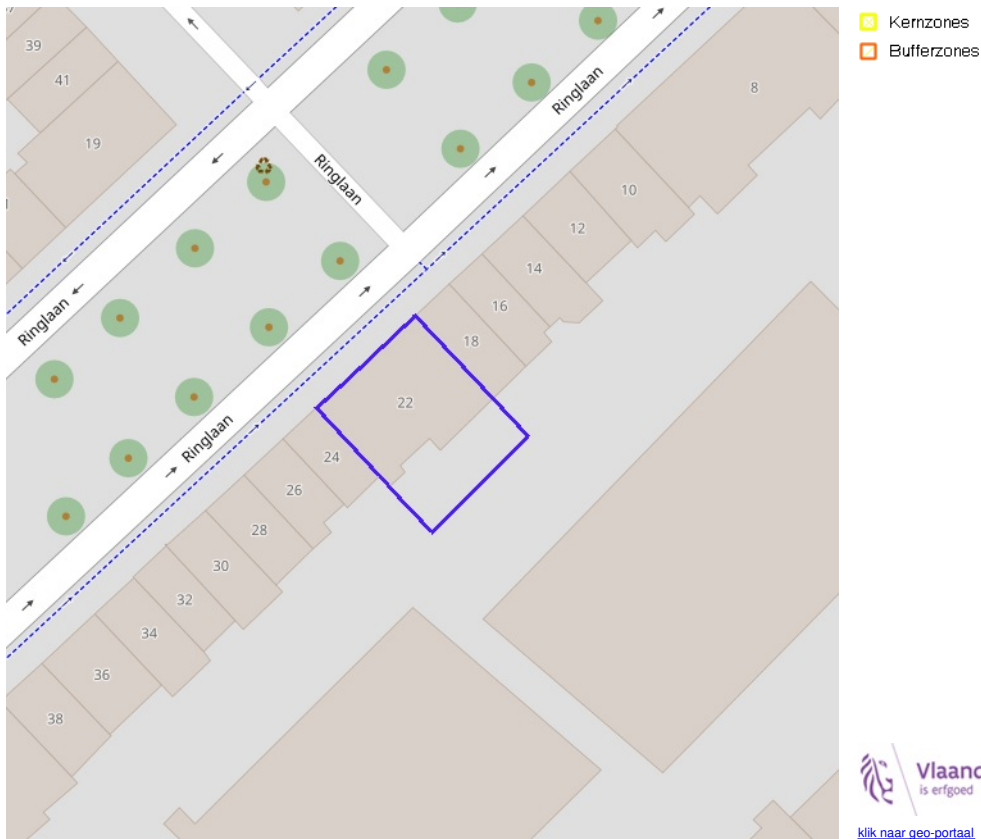 Kernzones
Bufferzones
39
41
19
8
10
12
14
16
18
22
24
26
28
30
32
34
36
38
Ringlaan
Ringlaan
Ringlaan
Ringlaan
Vlaand
is erfgoed
klik naar geo-portaal